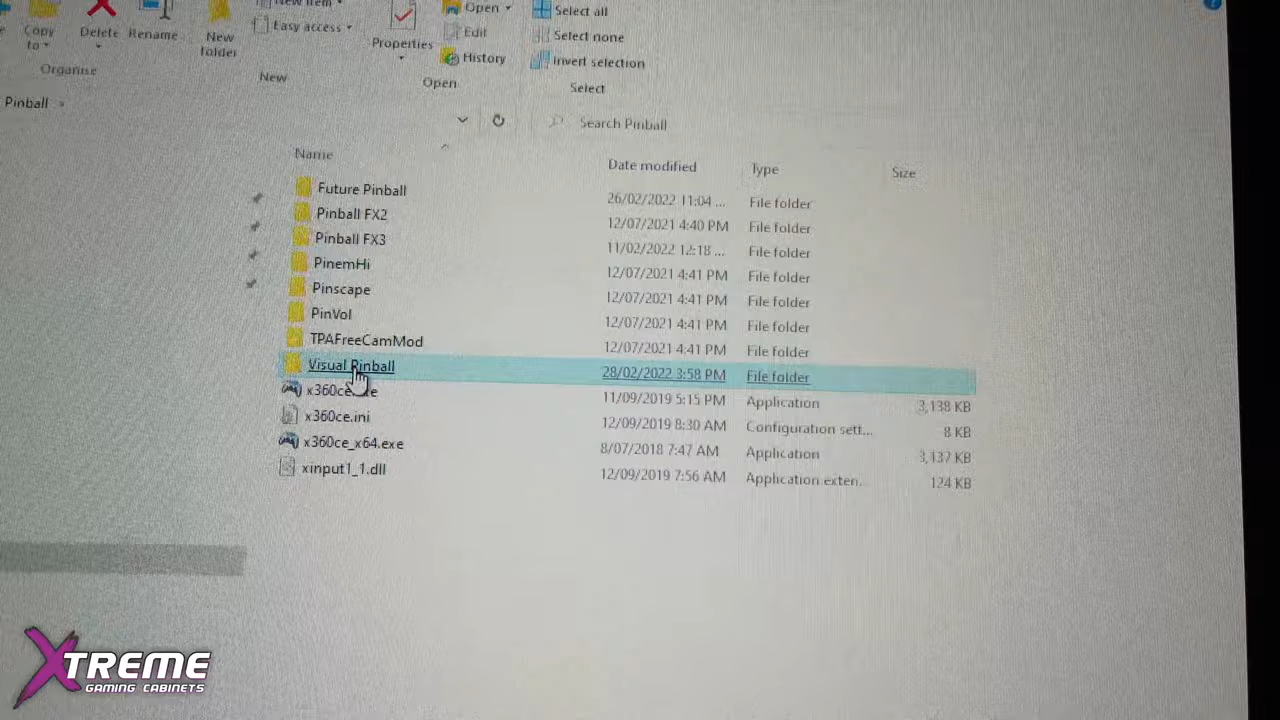 Copy
to
Delete
Rename
New
folder
New item
Easy access
Properties
Open
Edit
History
Select all
Select none
Invert selection
Organise
New
Open
Select
Pinball
Search Pinball
Name Date modified Type Size
Future Pinball 26/02/2022 11:04 ... File folder
Pinball FX2 12/07/2021 4:40 PM File folder
Pinball FX3 11/02/2022 12:18 ... File folder
PinemHi 12/07/2021 4:41 PM File folder
Pinscape 12/07/2021 4:41 PM File folder
PinVol 12/07/2021 4:41 PM File folder
TPAFreeCamMod 12/07/2021 4:41 PM File folder
Visual Pinball 28/02/2022 3:58 PM File folder
x360ce.exe 11/09/2019 5:15 PM Application 3,138 KB
x360ce.ini 12/09/2019 8:30 AM Configuration sett... 8 KB
x360ce_x64.exe 8/07/2018 7:47 AM Application 3,137 KB
xinput1_1.dll 12/09/2019 7:56 AM Application exten... 124 KB
XTREME
GAMING CABINETS